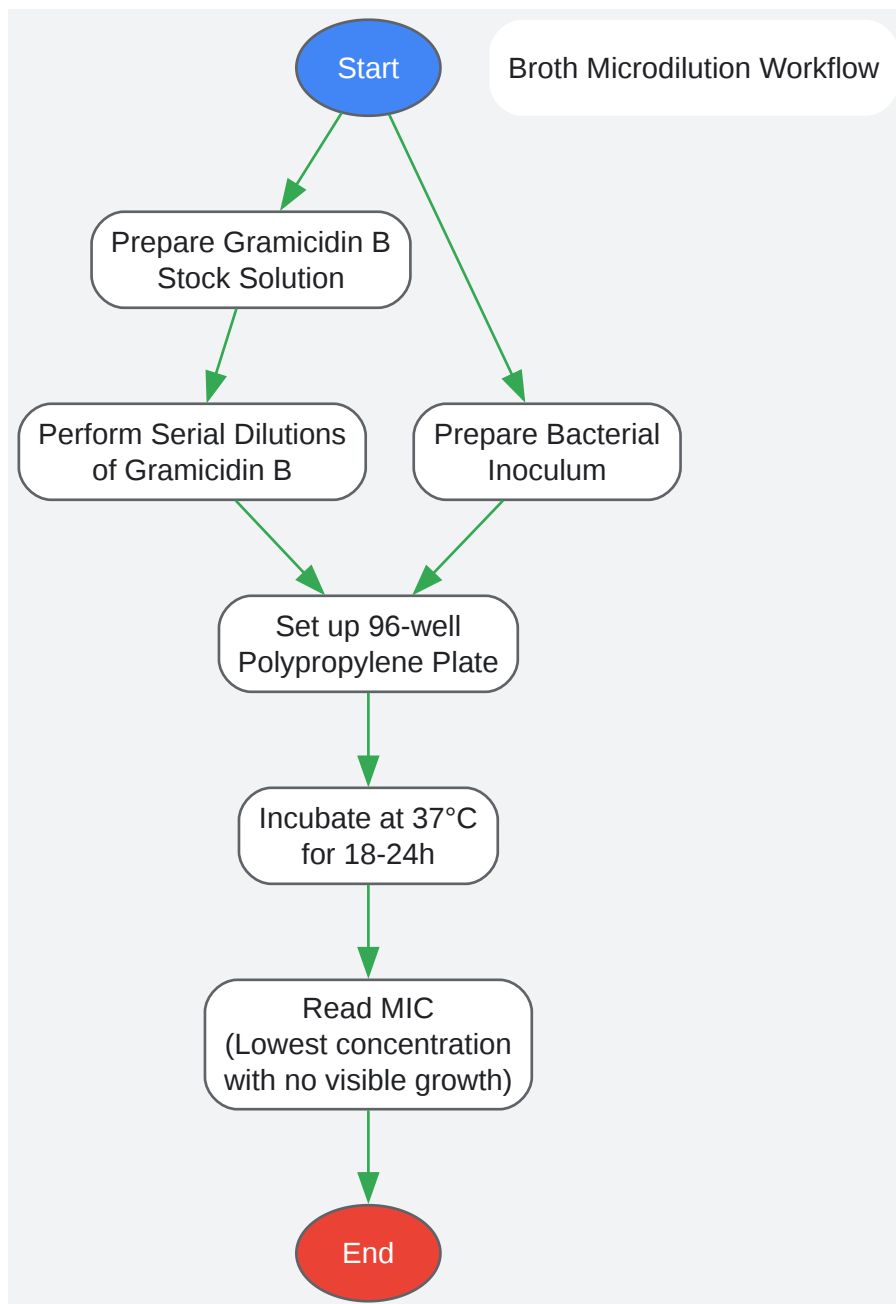 Start
Broth Microdilution Workflow
Prepare Gramicidin B
Stock Solution
Perform Serial Dilutions
of Gramicidin B
Prepare Bacterial
Inoculum
Set up 96-well
Polypropylene Plate
Incubate at 37°C
for 18-24h
Read MIC
(Lowest concentration
with no visible growth)
End